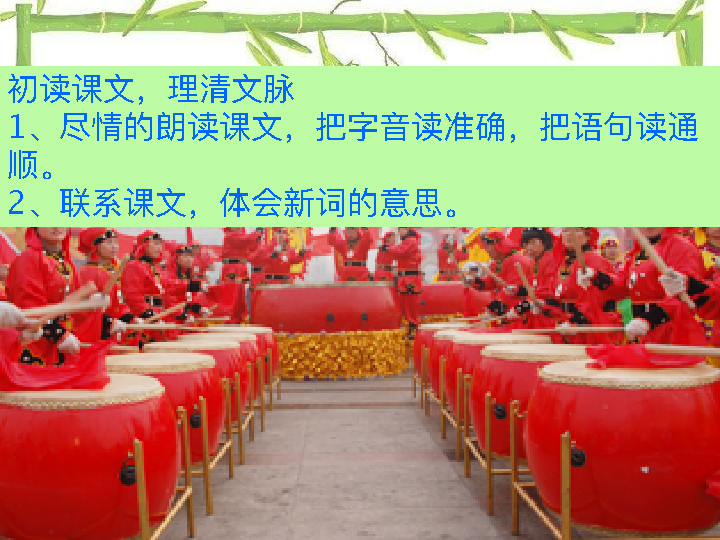 初读课文，理清文脉
1、尽情的朗读课文，把字音读准确，把语句读通
顺。
2、联系课文，体会新词的意思。